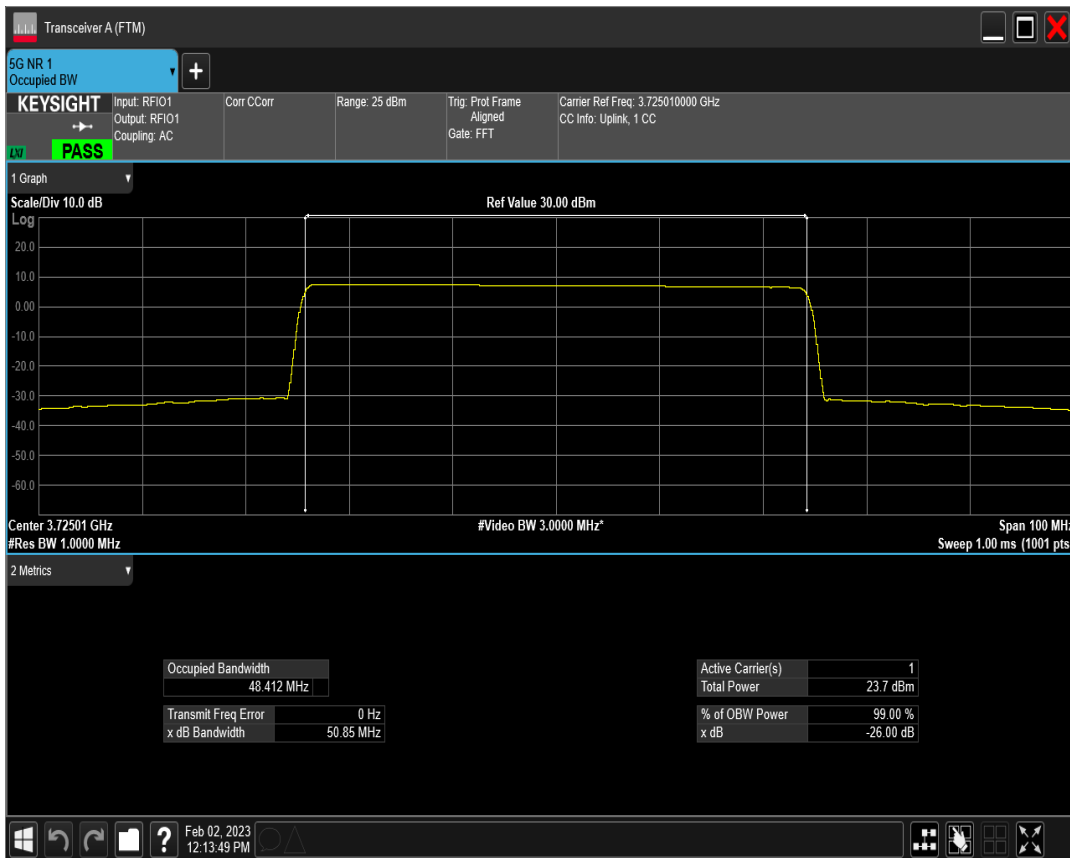 Transceiver A (FTM)
5G NR 1
Occupied BW
+
KEYSIGHT
LXI
PASS
Input: RFIO1
Output: RFIO1
Coupling: AC
Corr CCorr
Range: 25 dBm
Trig: Prot Frame
Aligned
Gate: FFT
Carrier Ref Freq: 3.725010000 GHz
CC Info: Uplink, 1 CC
1 Graph
Scale/Div 10.0 dB
Ref Value 30.00 dBm
Log
20.0
10.0
0.00
-10.0
-20.0
-30.0
-40.0
-50.0
-60.0
Center 3.72501 GHz
#Video BW 3.0000 MHz*
Span 100 MHz
#Res BW 1.0000 MHz
Sweep 1.00 ms (1001 pts
2 Metrics
Occupied Bandwidth
48.412 MHz
Transmit Freq Error 0 Hz
x dB Bandwidth 50.85 MHz
Active Carrier(s) 1
Total Power 23.7 dBm
% of OBW Power 99.00 %
x dB -26.00 dB
?
Feb 02, 2023
12:13:49 PM